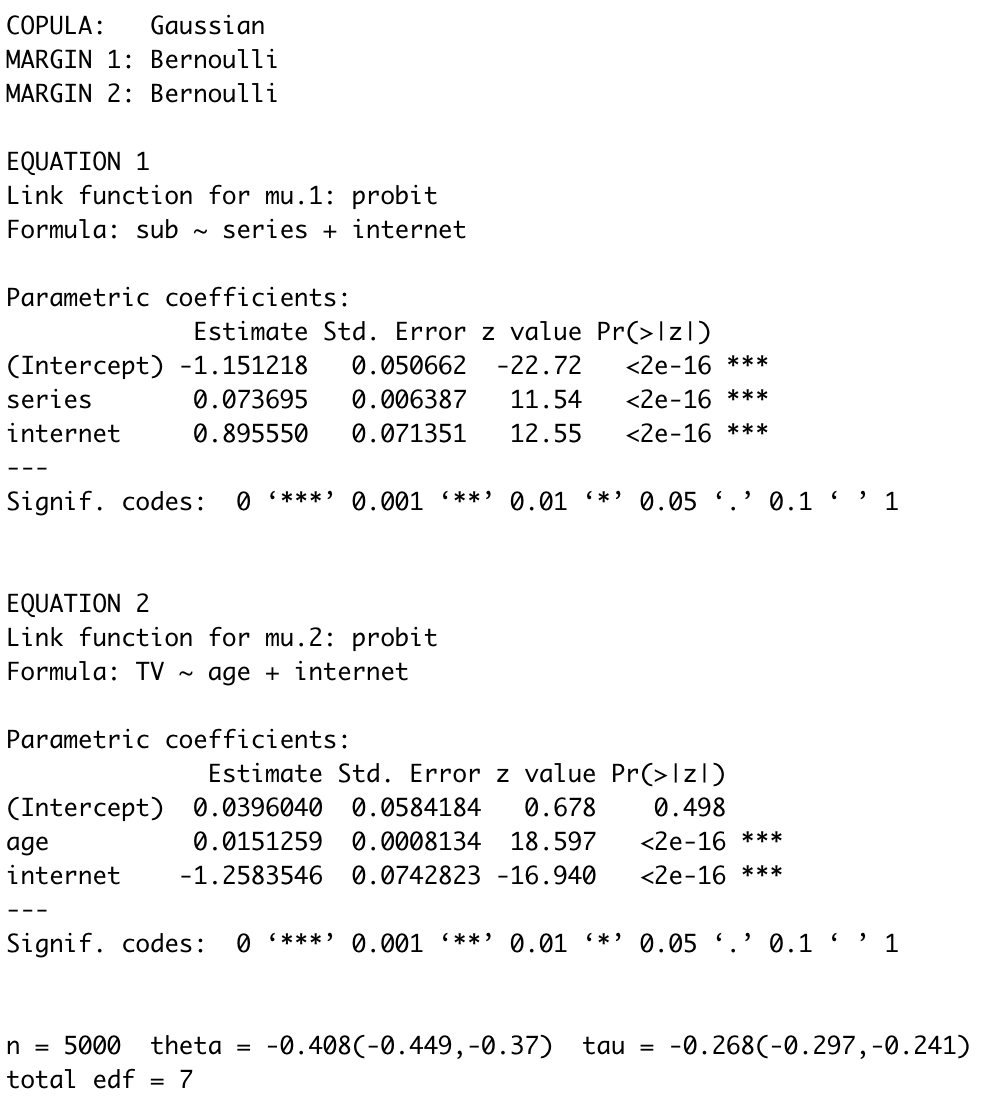 COPULA:   Gaussian
MARGIN 1: Bernoulli
MARGIN 2: Bernoulli

EQUATION 1
Link function for mu.1: probit
Formula: sub ~ series + internet

Parametric coefficients:
             Estimate Std. Error z value Pr(>|z|)
(Intercept) -1.151218   0.050662  -22.72   <2e-16 ***
series       0.073695   0.006387   11.54   <2e-16 ***
internet     0.895550   0.071351   12.55   <2e-16 ***
---
Signif. codes:  0 ‘***’ 0.001 ‘**’ 0.01 ‘*’ 0.05 ‘.’ 0.1 ‘ ’ 1

EQUATION 2
Link function for mu.2: probit
Formula: TV ~ age + internet

Parametric coefficients:
              Estimate Std. Error z value Pr(>|z|)
(Intercept)  0.0396040  0.0584184   0.678    0.498
age          0.0151259  0.0008134  18.597   <2e-16 ***
internet    -1.2583546  0.0742823 -16.940   <2e-16 ***
---
Signif. codes:  0 ‘***’ 0.001 ‘**’ 0.01 ‘*’ 0.05 ‘.’ 0.1 ‘ ’ 1

n = 5000  theta = -0.408(-0.449,-0.37)  tau = -0.268(-0.297,-0.241)
total edf = 7